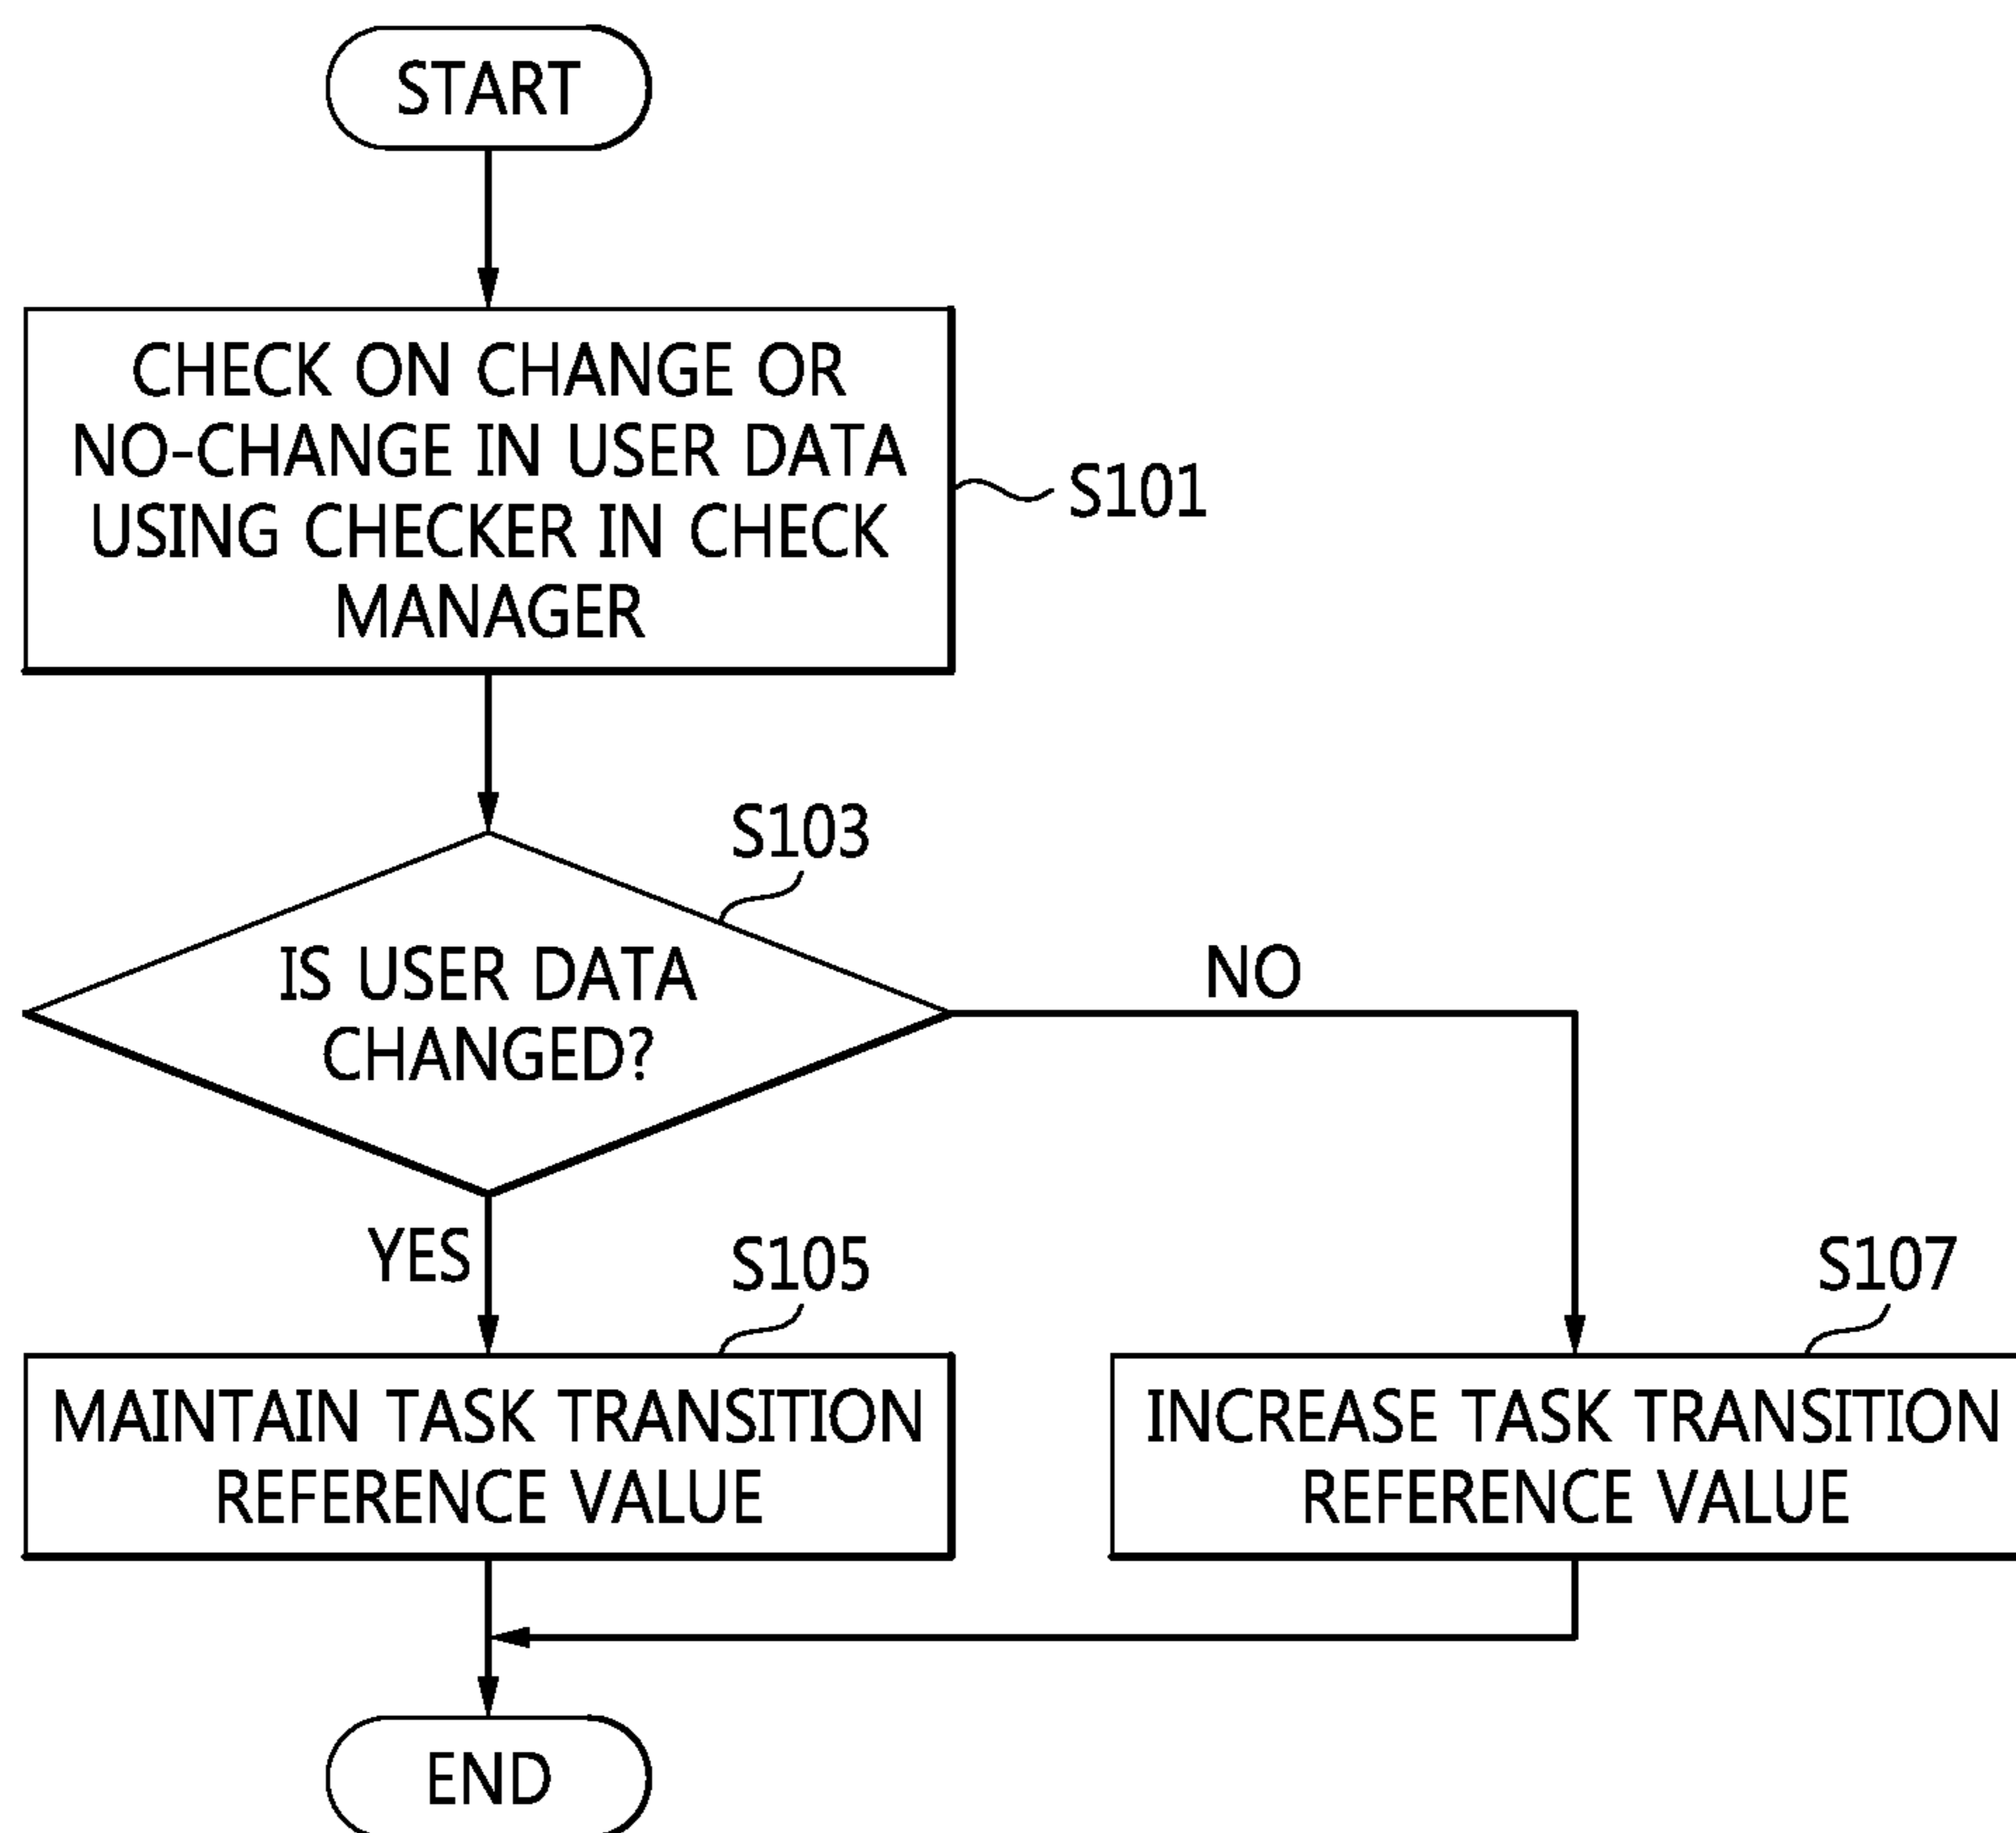 START
CHECK ON CHANGE OR
NO-CHANGE IN USER DATA
USING CHECKER IN CHECK
MANAGER
S101
S103
IS USER DATA
CHANGED?
NO
YES
S105
S107
MAINTAIN TASK TRANSITION
REFERENCE VALUE
INCREASE TASK TRANSITION
REFERENCE VALUE
END